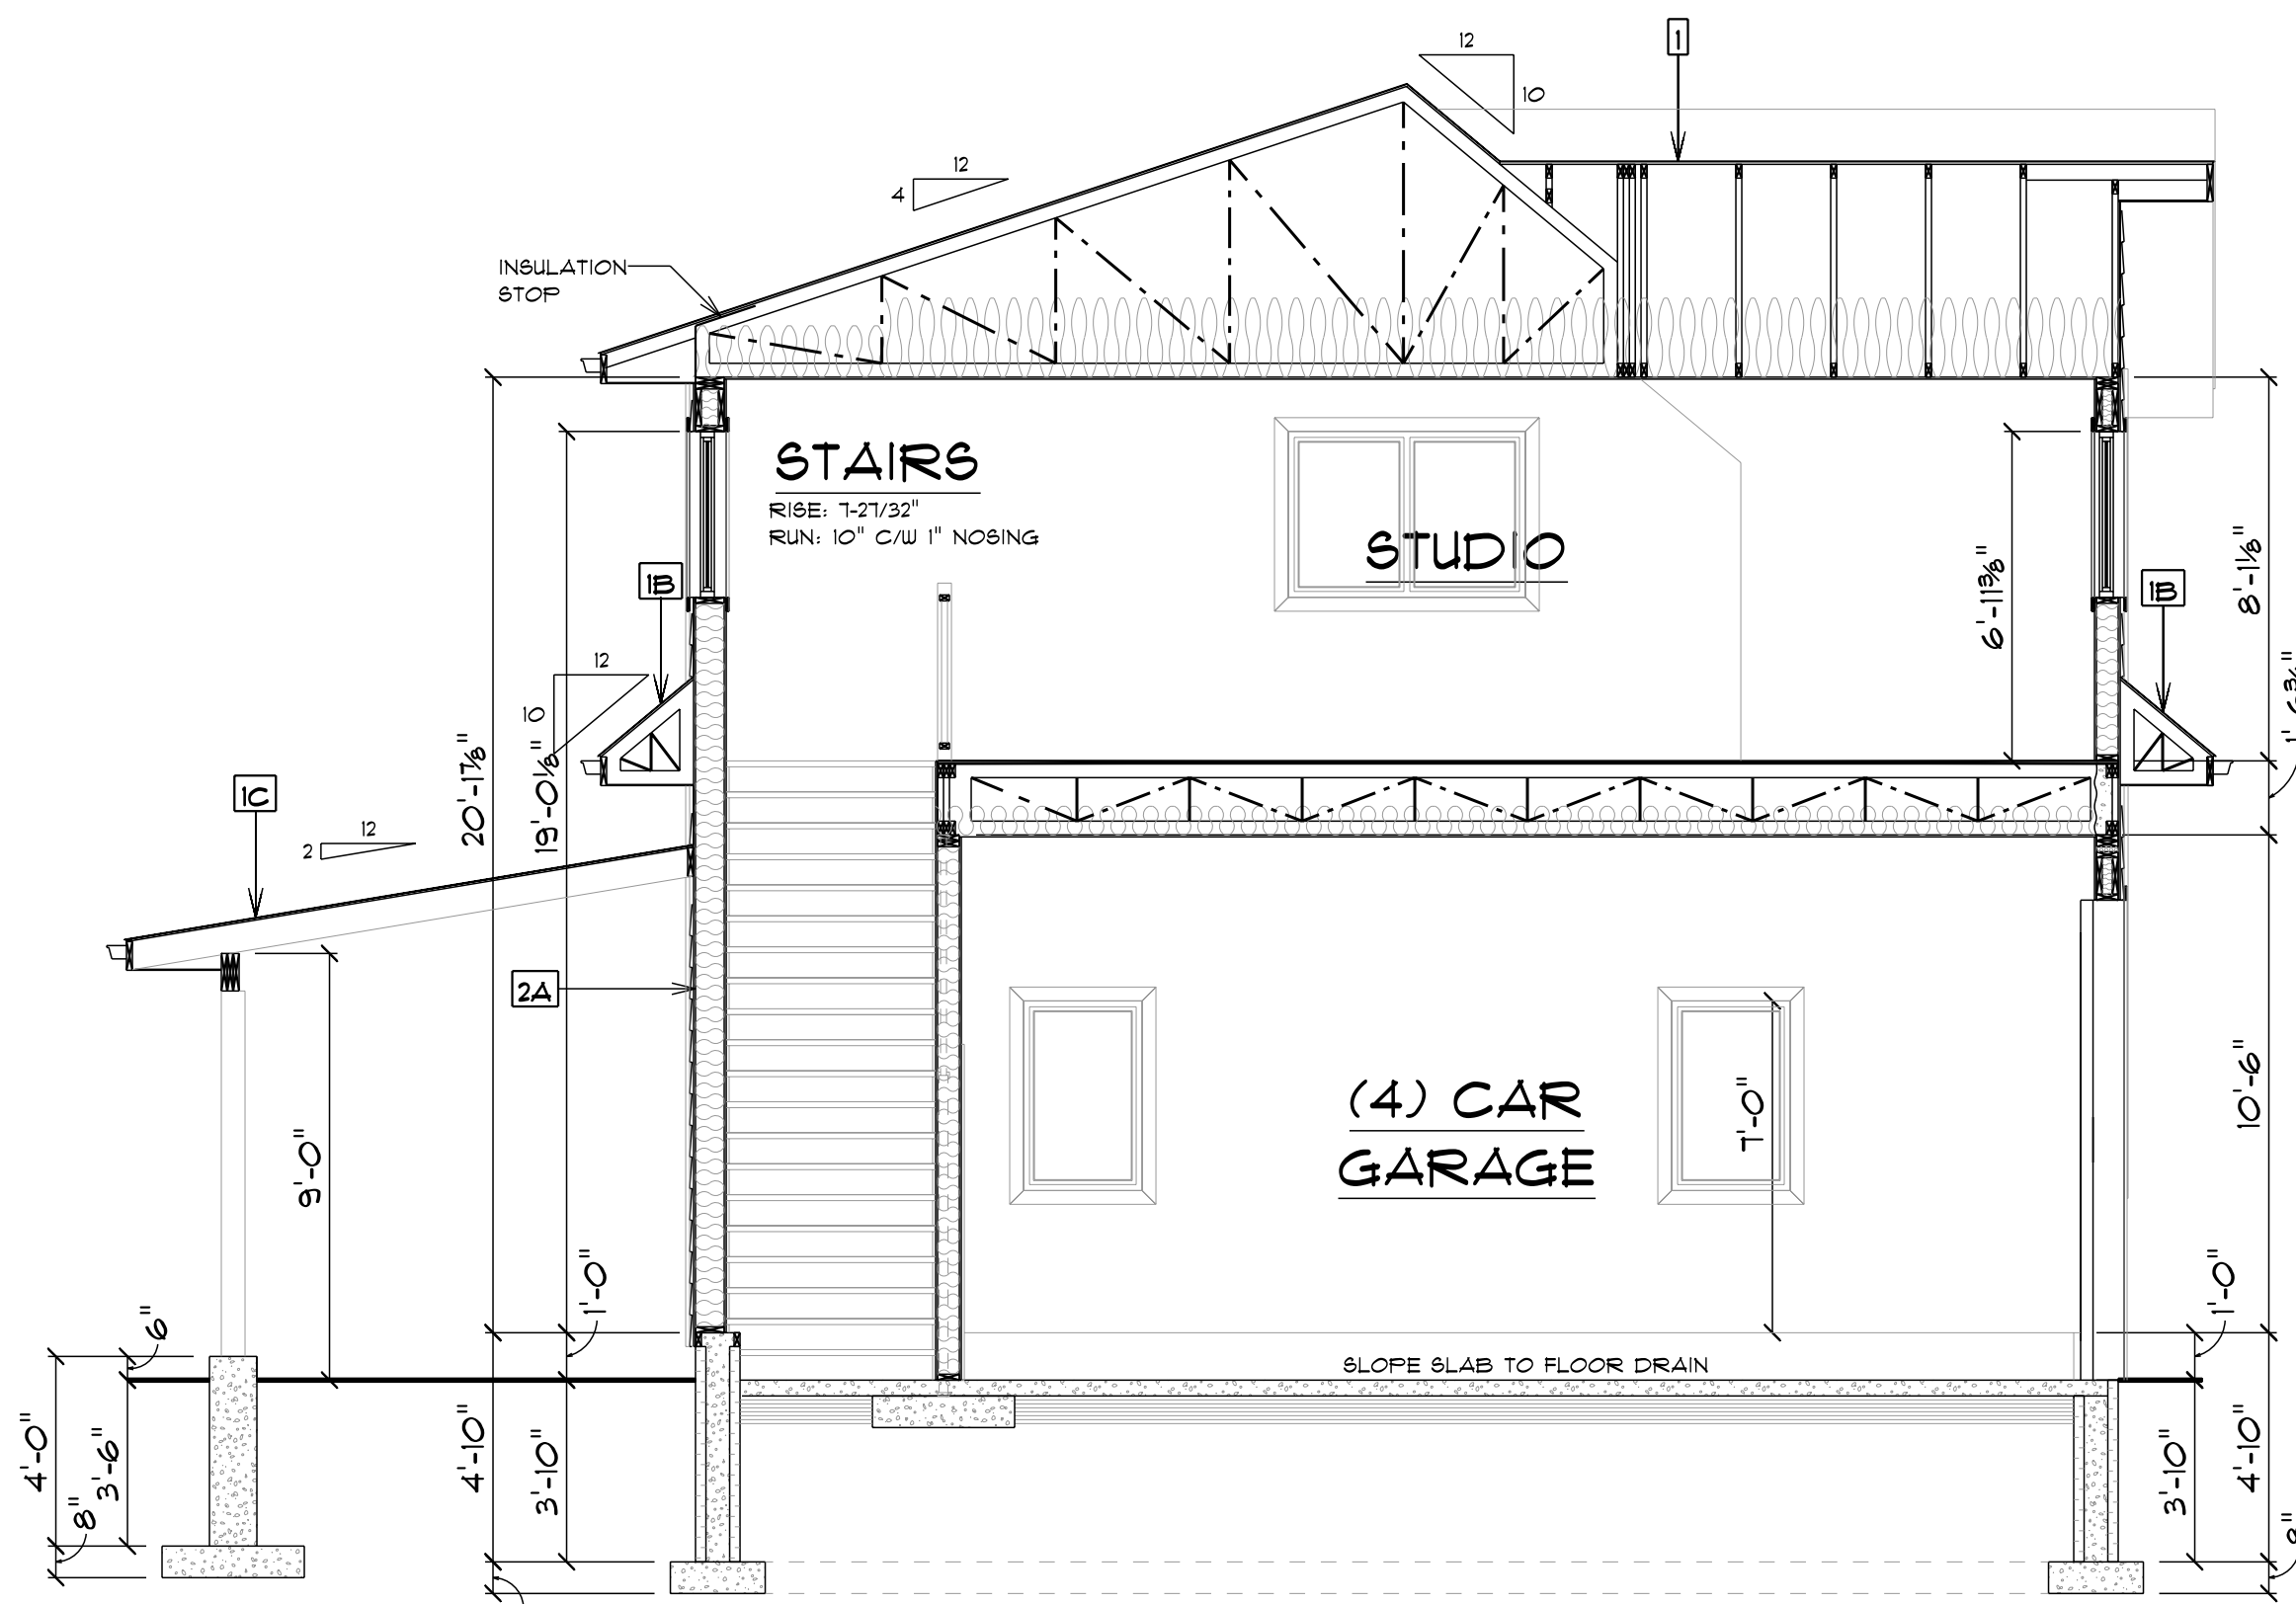 1
12
10
12
4
INSULATION
STOP
STAIRS
RISE: 7-27/32"
RUN: 10" C/W 1" NOSING
STUDIO
1B
1B
12
10
6'-11⅜"
8'-1⅛"
20'-1⅞"
19'-0⅛"
1C
12
2
2A
9'-0"
(4) CAR
GARAGE
7'-0"
10'-6"
1'-0"
1'-0"
6"
SLOPE SLAB TO FLOOR DRAIN
4'-0"
3'-6"
8"
4'-10"
3'-10"
3'-10"
4'-10"
8"